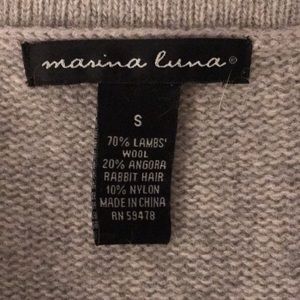 marina luna®
S
70% LAMBS'
WOOL
20% ANGORA
RABBIT HAIR
10% NYLON
MADE IN CHINA
RN 59478